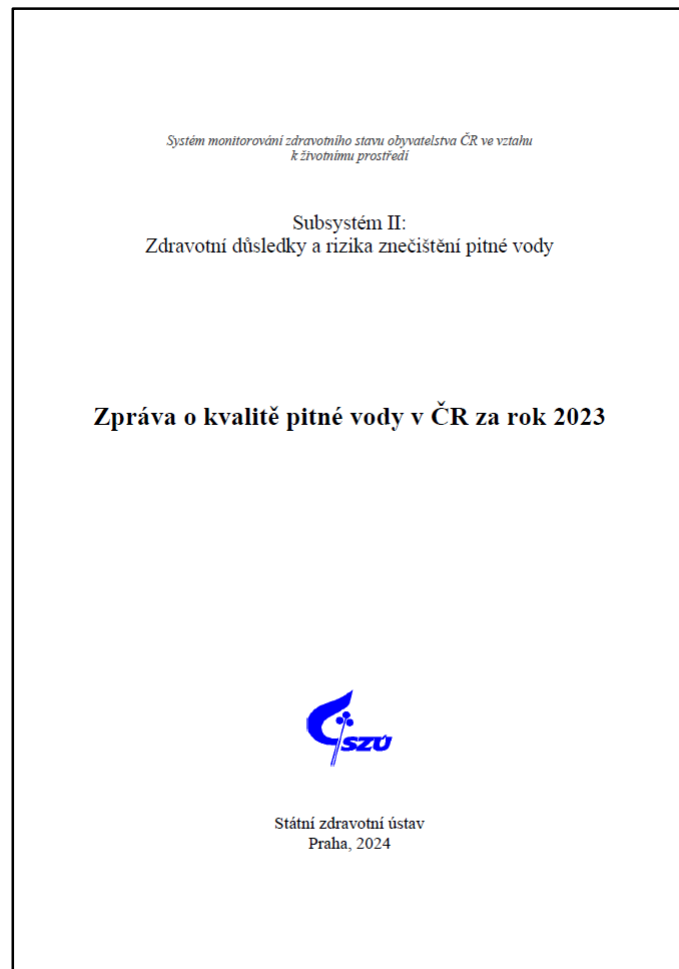 Systém monitorování zdravotního stavu obyvatelstva ČR ve vztahu
k životnímu prostředí
Subsystém II:
Zdravotní důsledky a rizika znečištění pitné vody
Zpráva o kvalitě pitné vody v ČR za rok 2023
SZÚ
Státní zdravotní ústav
Praha, 2024